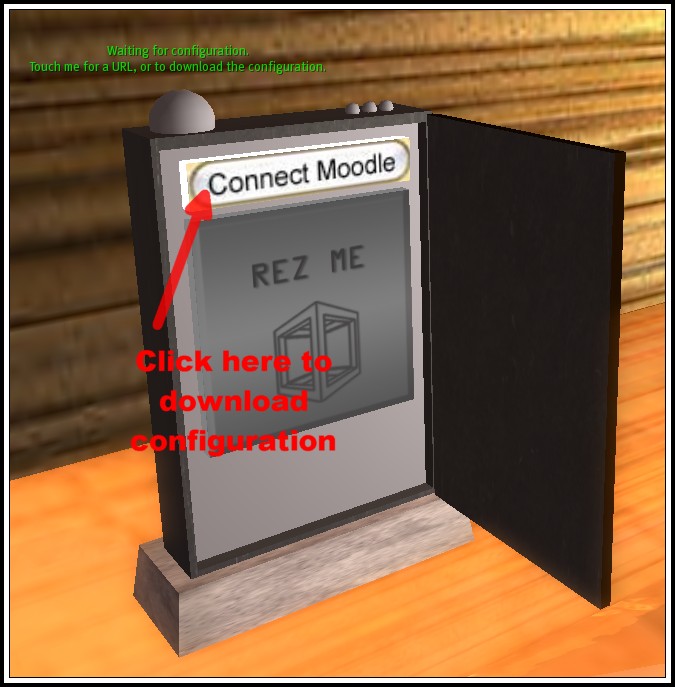 Waiting for configuration.
Touch me for a URL, or to download the configuration.
Connect Moodle
REZ ME
Click here to
download
configuration